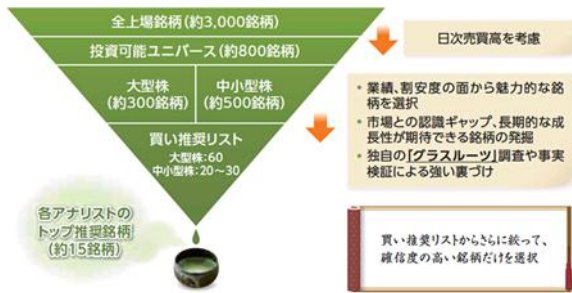 全上場銘柄(約3,000銘柄)
日次売買高を考慮
投資可能ユニバース(約800銘柄)
大型株
(約300銘柄)
中小型株
(約500銘柄)
• 業績、割安度の面から魅力的な銘
柄を選択
• 市場との認識ギャップ、長期的な成
長性が期待できる銘柄の発掘
• 独自の「グラスルーツ」調査や事実
検証による強い裏づけ
買い推奨リスト
大型株:60
中小型株:20～30
各アナリストの
トップ推奨銘柄
(約15銘柄)
買い推奨リストからさらに絞って、
確信度の高い銘柄だけを選択